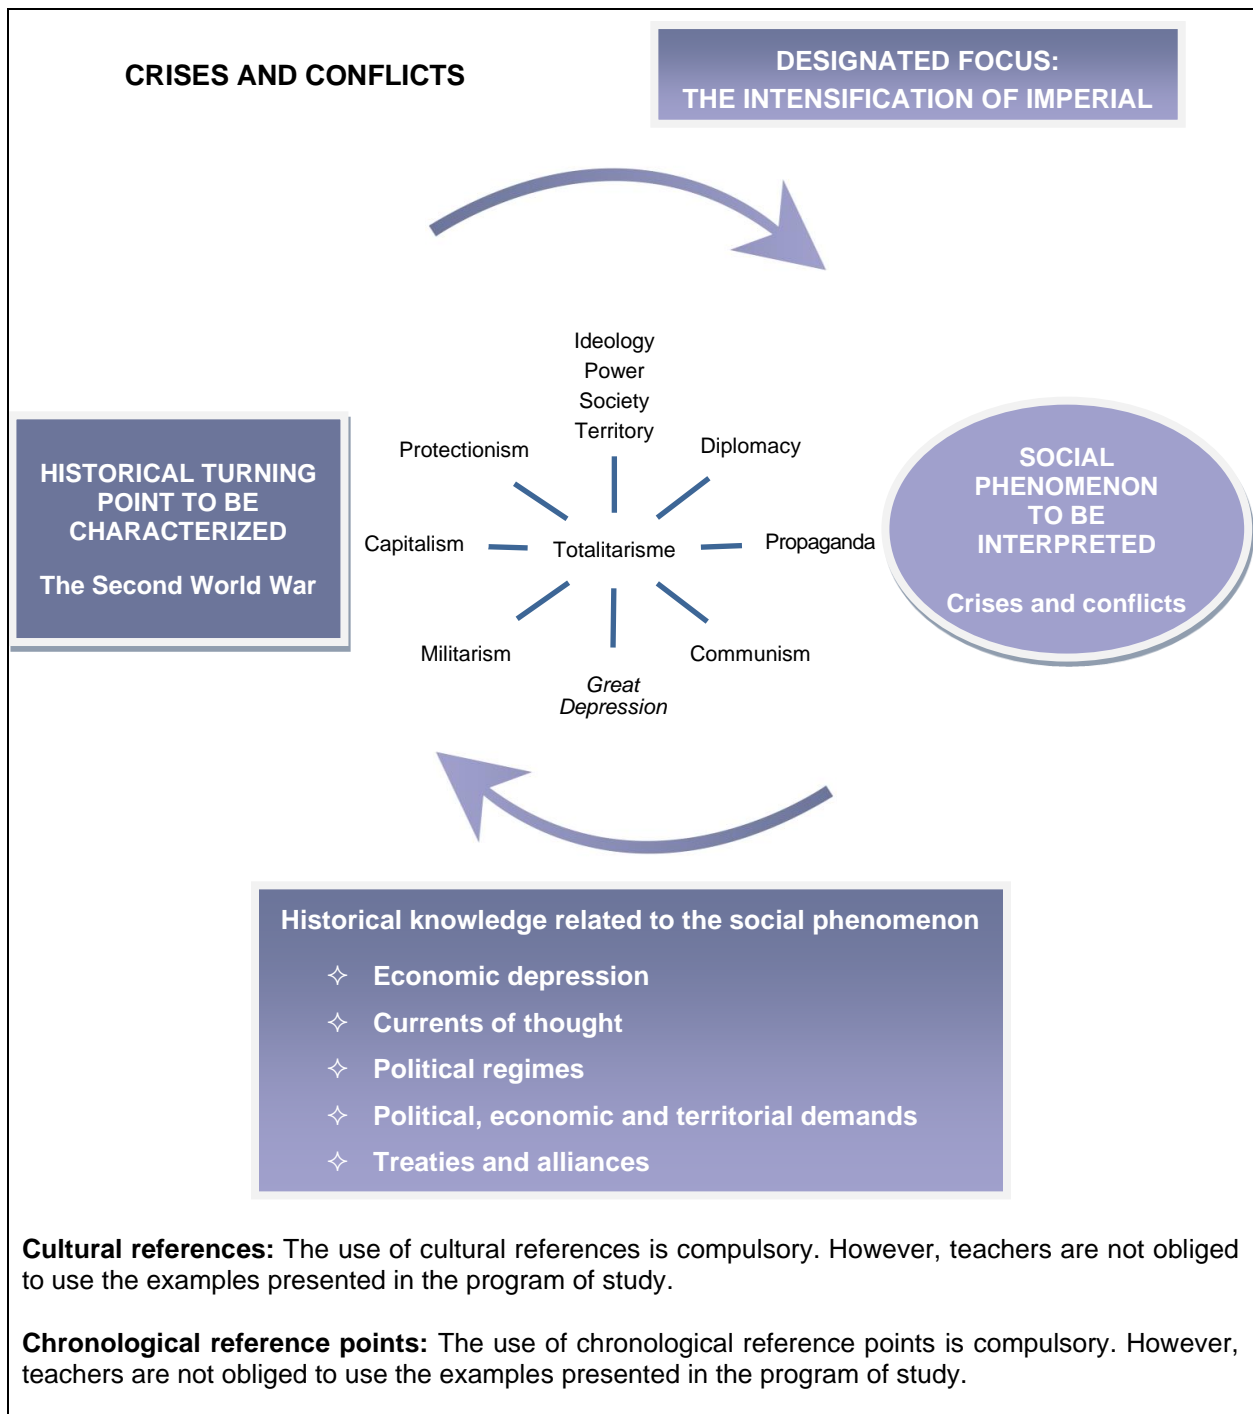 CRISES AND CONFLICTS
DESIGNATED FOCUS:
THE INTENSIFICATION OF IMPERIAL
Ideology
Power
Society
Territory
Protectionism
Diplomacy
HISTORICAL TURNING
POINT TO BE
CHARACTERIZED
The Second World War
Capitalism
Totalitarisme
Propaganda
SOCIAL
PHENOMENON
TO BE
INTERPRETED
Crises and conflicts
Militarism
Communism
Great
Depression
Historical knowledge related to the social phenomenon
✧ Economic depression
✧ Currents of thought
✧ Political regimes
✧ Political, economic and territorial demands
✧ Treaties and alliances
Cultural references: The use of cultural references is compulsory. However, teachers are not obliged
to use the examples presented in the program of study.
Chronological reference points: The use of chronological reference points is compulsory. However,
teachers are not obliged to use the examples presented in the program of study.